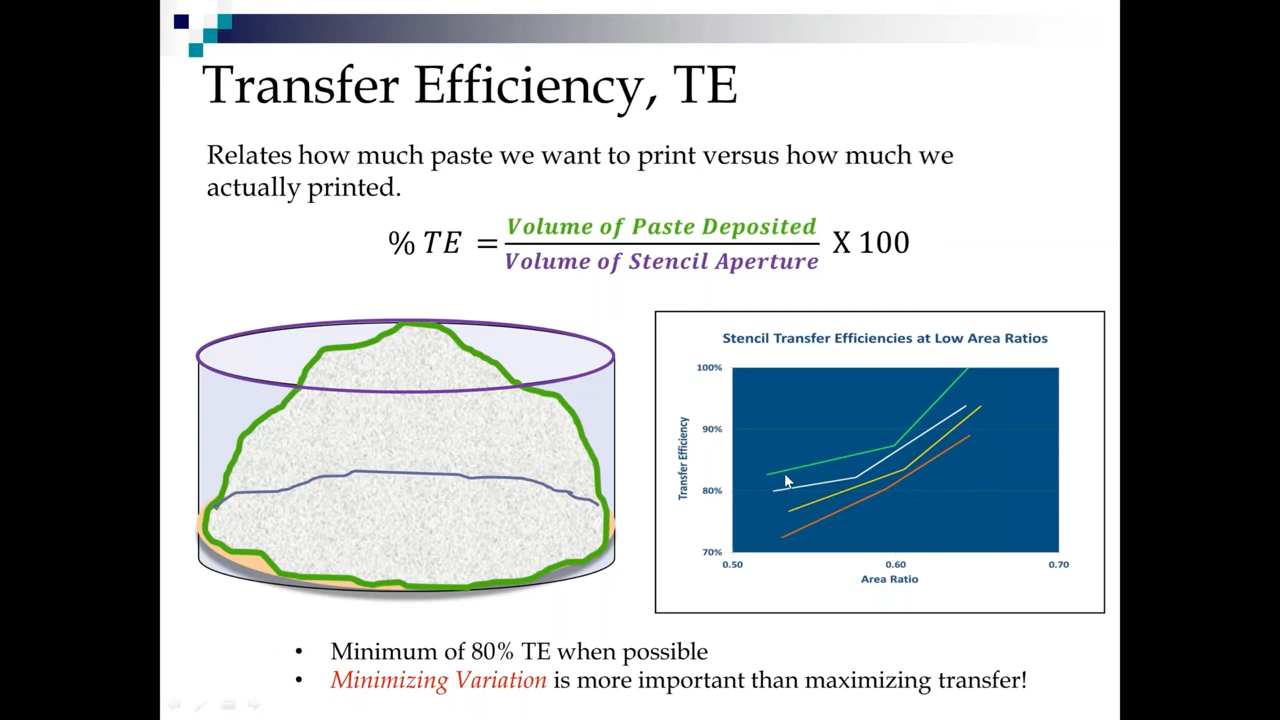 Transfer Efficiency, TE
Relates how much paste we want to print versus how much we
actually printed.
% TE = Volume of Paste Deposited / Volume of Stencil Aperture X 100
Stencil Transfer Efficiencies at Low Area Ratios
100%
90%
80%
70%
Transfer Efficiency
0.50 0.60 0.70
Area Ratio
• Minimum of 80% TE when possible
• Minimizing Variation is more important than maximizing transfer!